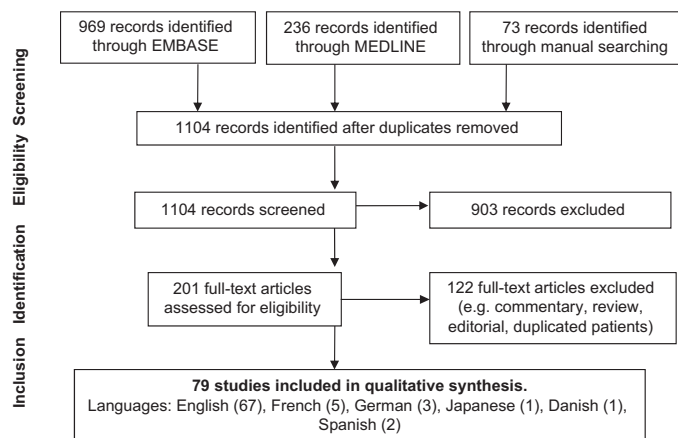 969 records identified
through EMBASE
236 records identified
through MEDLINE
73 records identified
through manual searching
1104 records identified after duplicates removed
1104 records screened
903 records excluded
201 full-text articles
assessed for eligibility
122 full-text articles excluded
(e.g. commentary, review,
editorial, duplicated patients)
79 studies included in qualitative synthesis.
Languages: English (67), French (5), German (3), Japanese (1), Danish (1),
Spanish (2)
Inclusion Identification Eligibility Screening